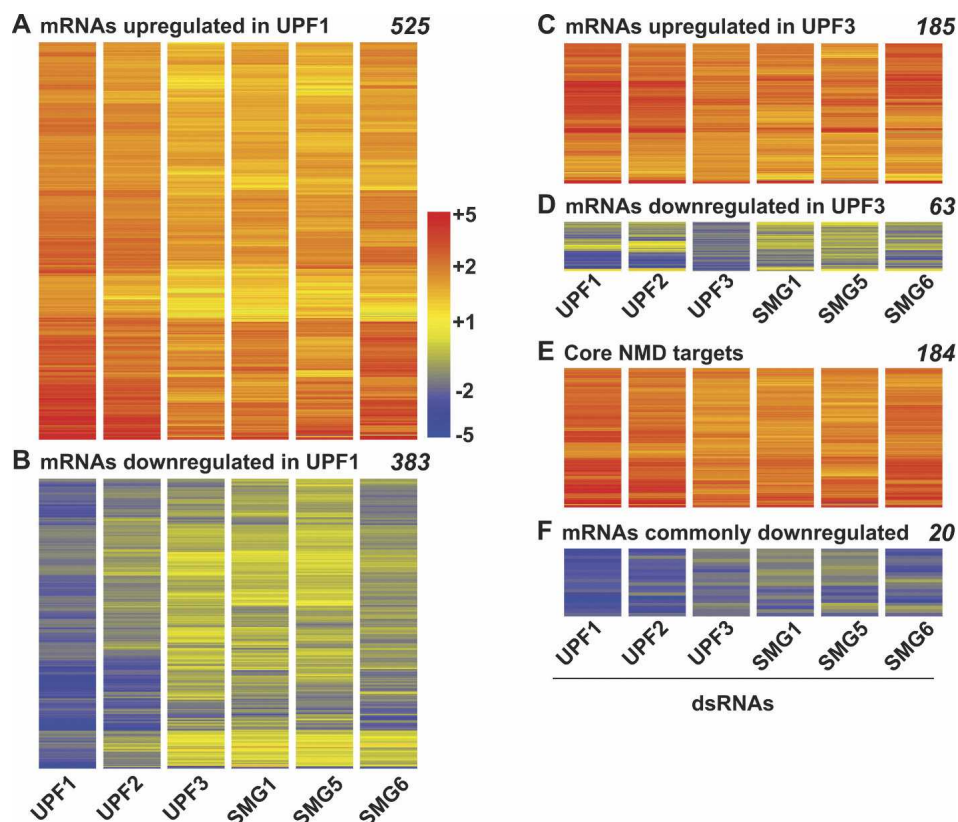 A mRNAs upregulated in UPF1 525
+5
+2
+1
-2
-5
B mRNAs downregulated in UPF1 383
UPF1 UPF2 UPF3 SMG1 SMG5 SMG6
C mRNAs upregulated in UPF3 185
D mRNAs downregulated in UPF3 63
UPF1 UPF2 UPF3 SMG1 SMG5 SMG6
E Core NMD targets 184
F mRNAs commonly downregulated 20
UPF1 UPF2 UPF3 SMG1 SMG5 SMG6
dsRNAs